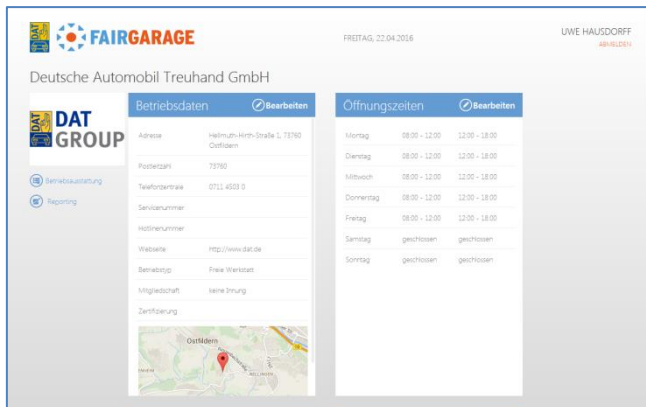 DAT
FAIRGARAGE
FREITAG, 22.04.2016
UWE HAUSDORFF
ABMELDEN
Deutsche Automobil Treuhand GmbH
DAT
DAT
GROUP
Betriebsausstattung
Reporting
Betriebsdaten Bearbeiten
Adresse Hellmuth-Hirth-Straße 1, 73760
Ostfildern
Postleitzahl 73760
Telefonzentrale 0711 4503 0
Servicenummer
Hotlinenummer
Webseite http://www.dat.de
Betriebstyp Freie Werkstatt
Mitgliedschaft keine Innung
Zertifizierung
Ostfildern
Öffnungszeiten Bearbeiten
Montag 08:00 - 12:00 12:00 - 18:00
Dienstag 08:00 - 12:00 12:00 - 18:00
Mittwoch 08:00 - 12:00 12:00 - 18:00
Donnerstag 08:00 - 12:00 12:00 - 18:00
Freitag 08:00 - 12:00 12:00 - 18:00
Samstag geschlossen geschlossen
Sonntag geschlossen geschlossen